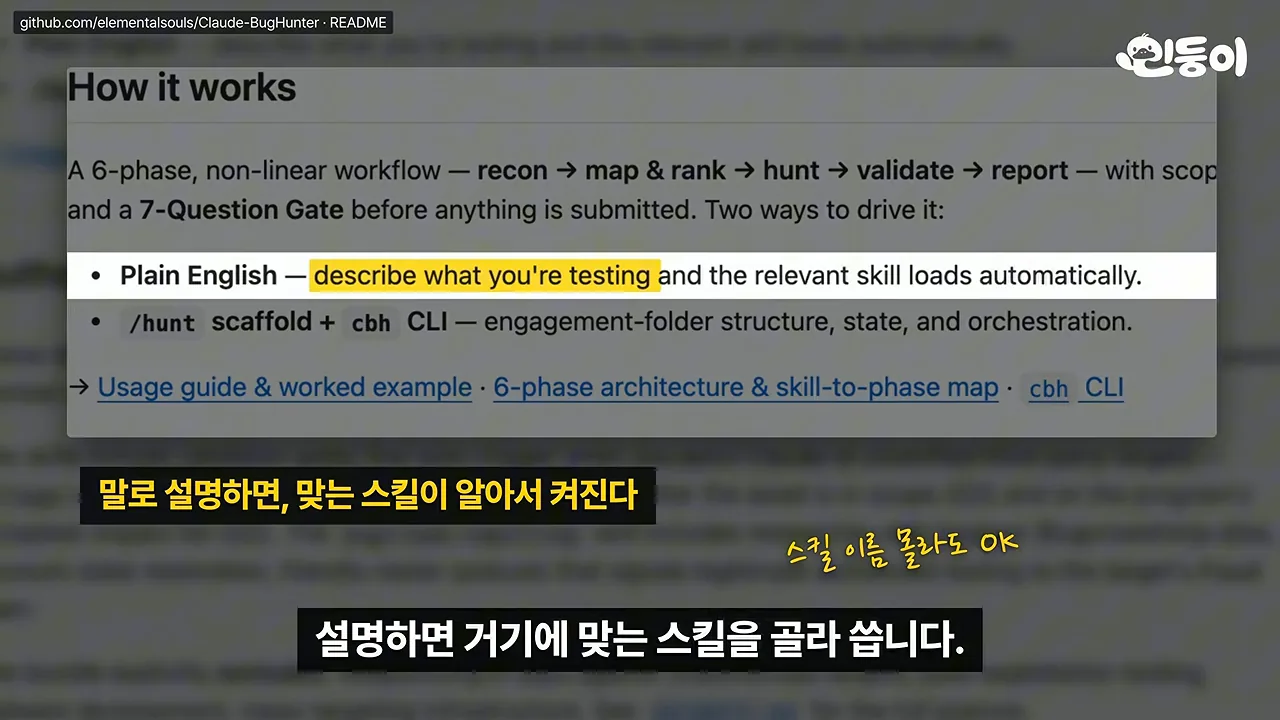 github.com/elementalsouls/Claude-BugHunter · README
인둥이
How it works
A 6-phase, non-linear workflow — recon → map & rank → hunt → validate → report — with scop
and a 7-Question Gate before anything is submitted. Two ways to drive it:
• Plain English — describe what you're testing and the relevant skill loads automatically.
• /hunt scaffold + cbh CLI — engagement-folder structure, state, and orchestration.
→ Usage guide & worked example · 6-phase architecture & skill-to-phase map · cbh CLI
말로 설명하면, 맞는 스킬이 알아서 켜진다
스킬 이름 몰라도 OK
설명하면 거기에 맞는 스킬을 골라 씁니다.